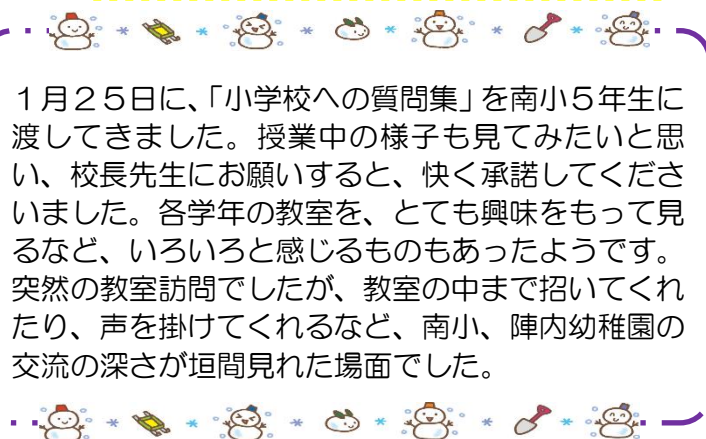 １月２５日に、「小学校への質問集」を南小５年生に
渡してきました。授業中の様子も見てみたいと思
い、校長先生にお願いすると、快く承諾してくださ
いました。各学年の教室を、とても興味をもって見
るなど、いろいろと感じるものもあったようです。
突然の教室訪問でしたが、教室の中まで招いてくれ
たり、声を掛けてくれるなど、南小、陣内幼稚園の
交流の深さが垣間見れた場面でした。